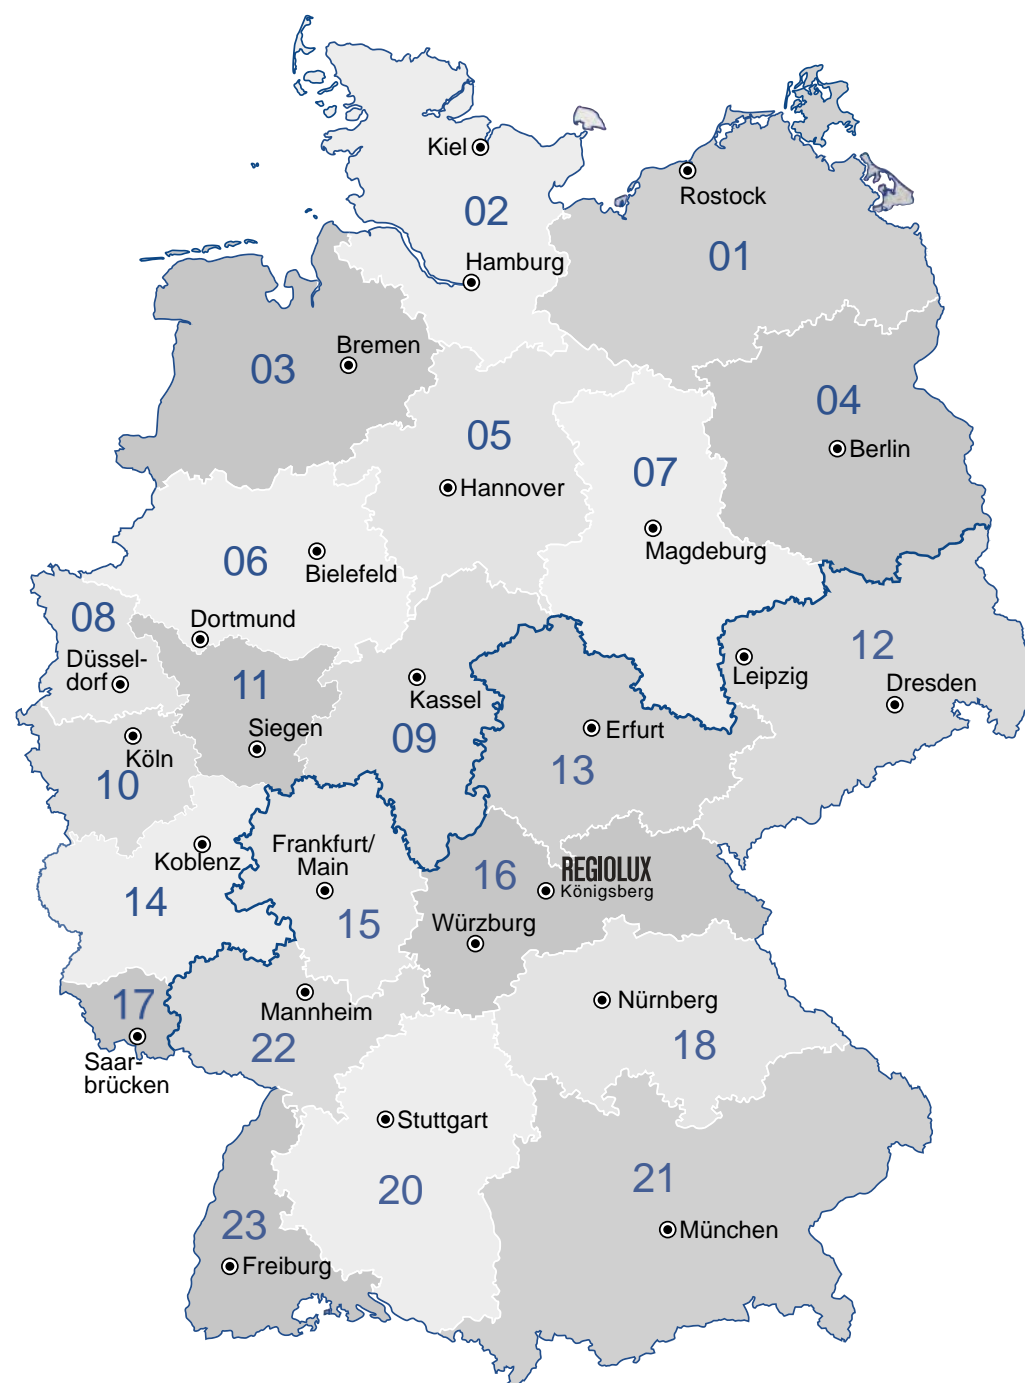 Kiel
Rostock
02
Hamburg
01
Bremen
03
04
05
Berlin
07
Hannover
Magdeburg
06
Bielefeld
08
Dortmund
12
Düssel-
dorf
11
Kassel
Leipzig
Dresden
Siegen
09
Erfurt
Köln
10
13
Koblenz
Frankfurt/
Main
16
REGIOLUX
Königsberg
14
15
Würzburg
17
Mannheim
Nürnberg
22
18
Saar-
brücken
Stuttgart
20
21
23
München
Freiburg